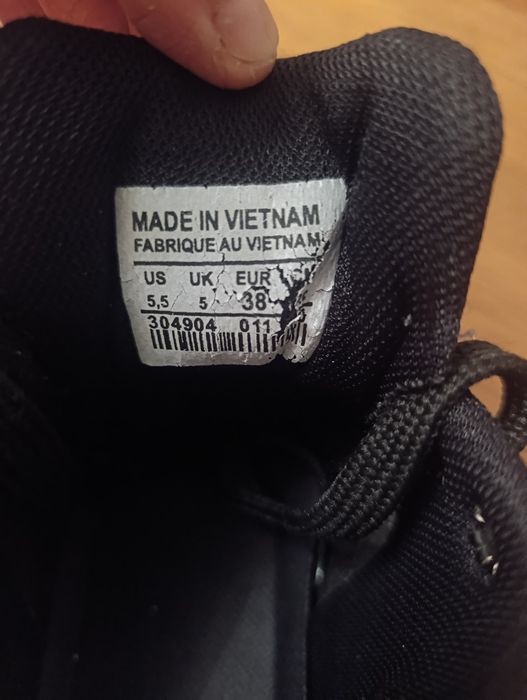 MADE IN VIETNAM
FABRIQUE AU VIETNAM
US UK EUR
5,5 5 38
304904 011